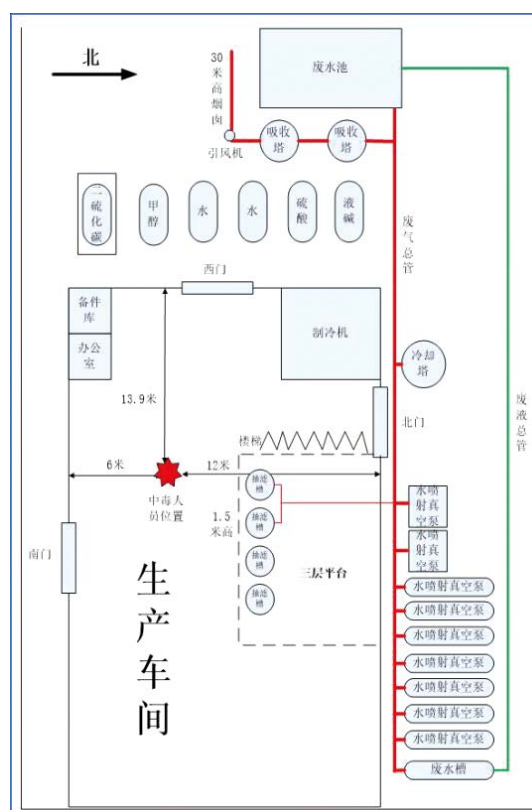 北
30米高烟囱
废水池
引风机
吸收塔
吸收塔
二硫化碳
甲醇
水
水
硫酸
液碱
废气总管
废液总管
西门
备件库
办公室
制冷机
冷却塔
北门
13.9米
楼梯
6米
12米
中毒人员位置
1.5米高
抽滤槽
抽滤槽
抽滤槽
抽滤槽
三层平台
南门
生产车间
水喷射真空泵
水喷射真空泵
水喷射真空泵
水喷射真空泵
水喷射真空泵
水喷射真空泵
水喷射真空泵
水喷射真空泵
水喷射真空泵
废水槽